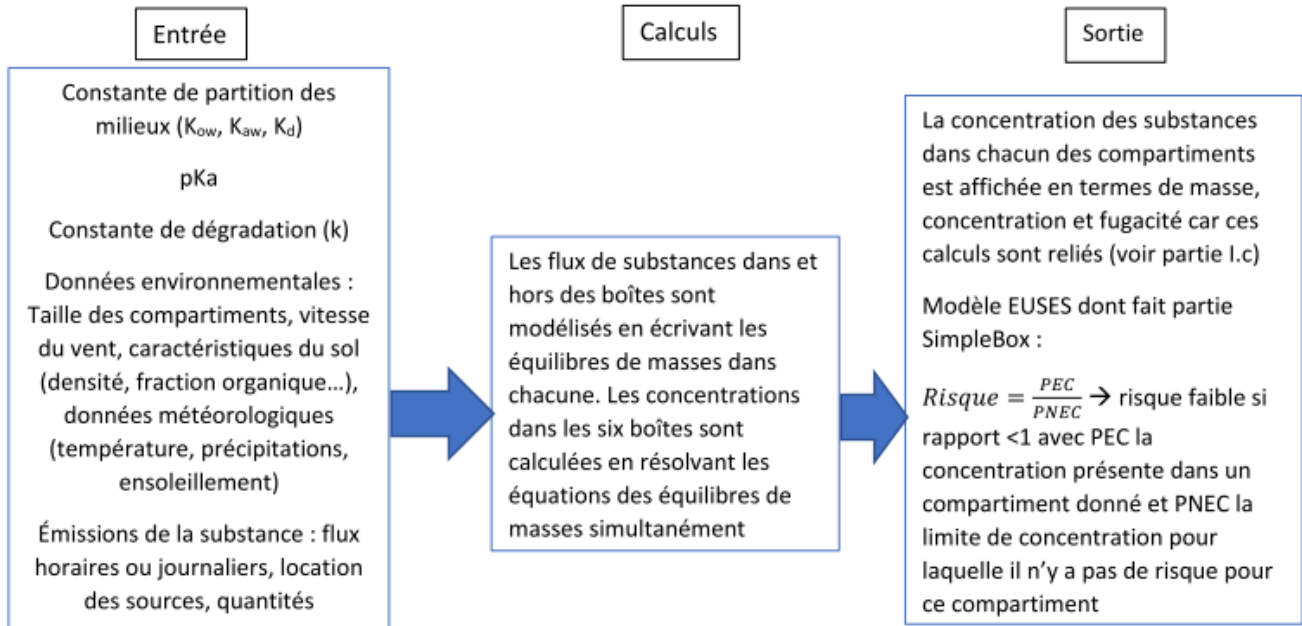 Entrée
Constante de partition des
milieux (Kow, Kaw, Kd)
pKa
Constante de dégradation (k)
Données environnementales :
Taille des compartiments, vitesse
du vent, caractéristiques du sol
(densité, fraction organique…),
données météorologiques
(température, précipitations,
ensoleillement)
Émissions de la substance : flux
horaires ou journaliers, location
des sources, quantités
Calculs
Les flux de substances dans et
hors des boîtes sont
modélisés en écrivant les
équilibres de masses dans
chacune. Les concentrations
dans les six boîtes sont
calculées en résolvant les
équations des équilibres de
masses simultanément
Sortie
La concentration des substances
dans chacun des compartiments
est affichée en termes de masse,
concentration et fugacité car ces
calculs sont reliés (voir partie I.c)
Modèle EUSES dont fait partie
SimpleBox :
Risque = PEC/PNEC → risque faible si
rapport <1 avec PEC la
concentration présente dans un
compartiment donné et PNEC la
limite de concentration pour
laquelle il n’y a pas de risque pour
ce compartiment